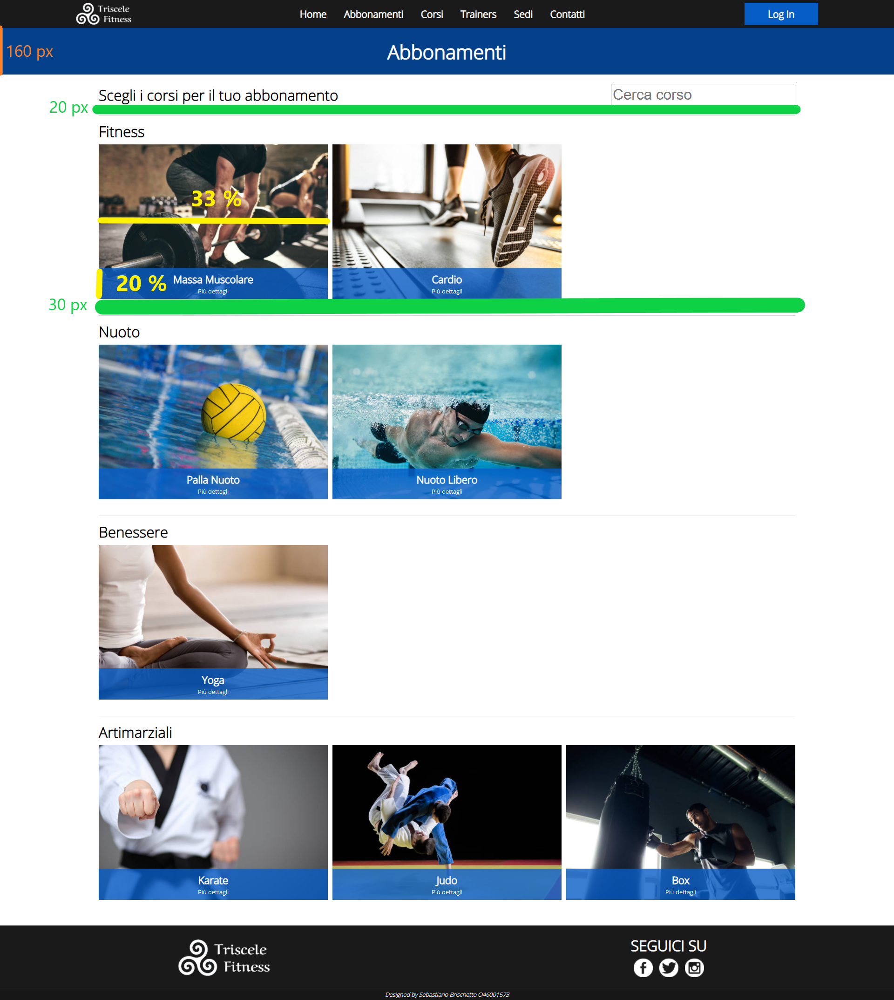 Triscele
Fitness
Home Abbonamenti Corsi Trainers Sedi Contatti
Log In
160 px
Abbonamenti
Scegli i corsi per il tuo abbonamento
Cerca corso
20 px
Fitness
33 %
20 %
Massa Muscolare
Più dettagli
Cardio
Più dettagli
30 px
Nuoto
Palla Nuoto
Più dettagli
Nuoto Libero
Più dettagli
Benessere
Yoga
Più dettagli
Artimarziali
Karate
Più dettagli
Judo
Più dettagli
Box
Più dettagli
Triscele
Fitness
SEGUICI SU
Designed by Sebastiano Brischetto O46001573